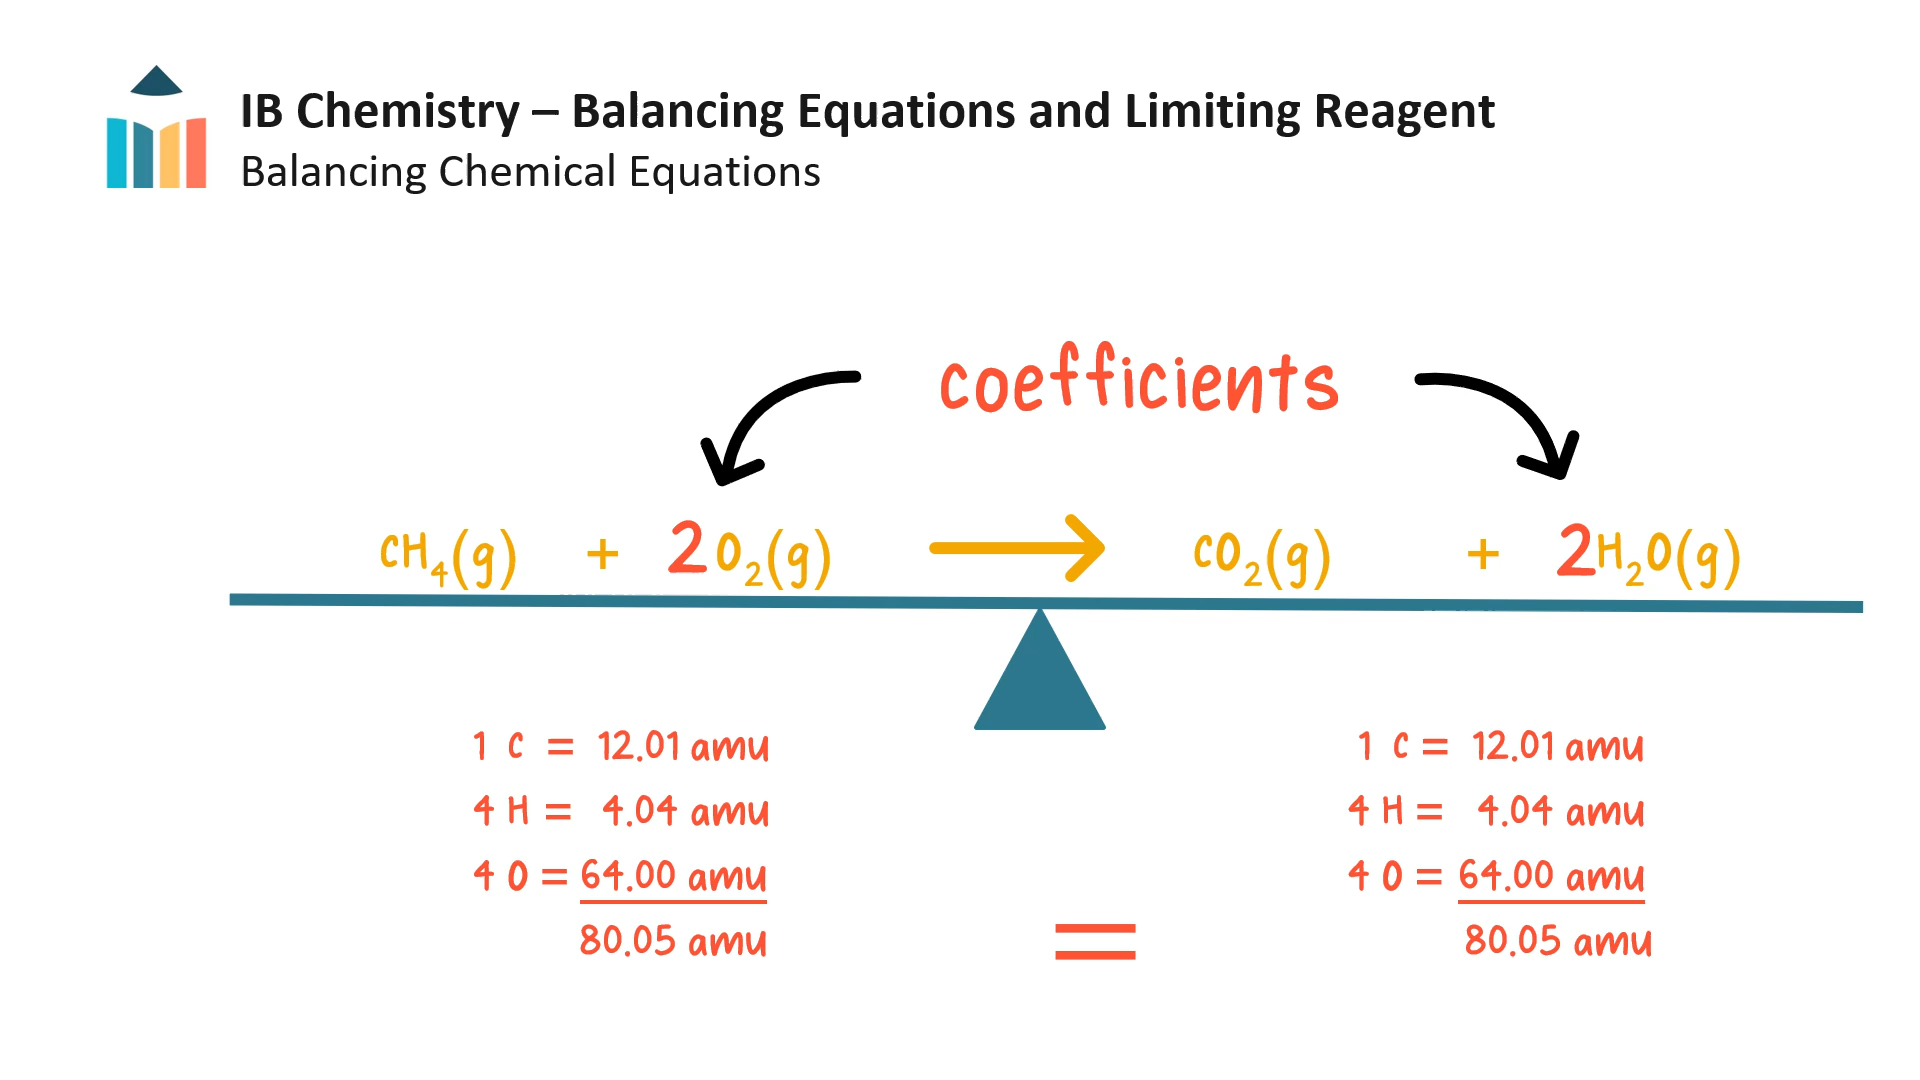 IB Chemistry – Balancing Equations and Limiting Reagent
Balancing Chemical Equations
coefficients
CH₄(g) + 2 O₂(g) → CO₂(g) + 2H₂O(g)
1 C = 12.01 amu 1 C = 12.01 amu
4 H = 4.04 amu 4 H = 4.04 amu
4 O = 64.00 amu 4 O = 64.00 amu
80.05 amu = 80.05 amu